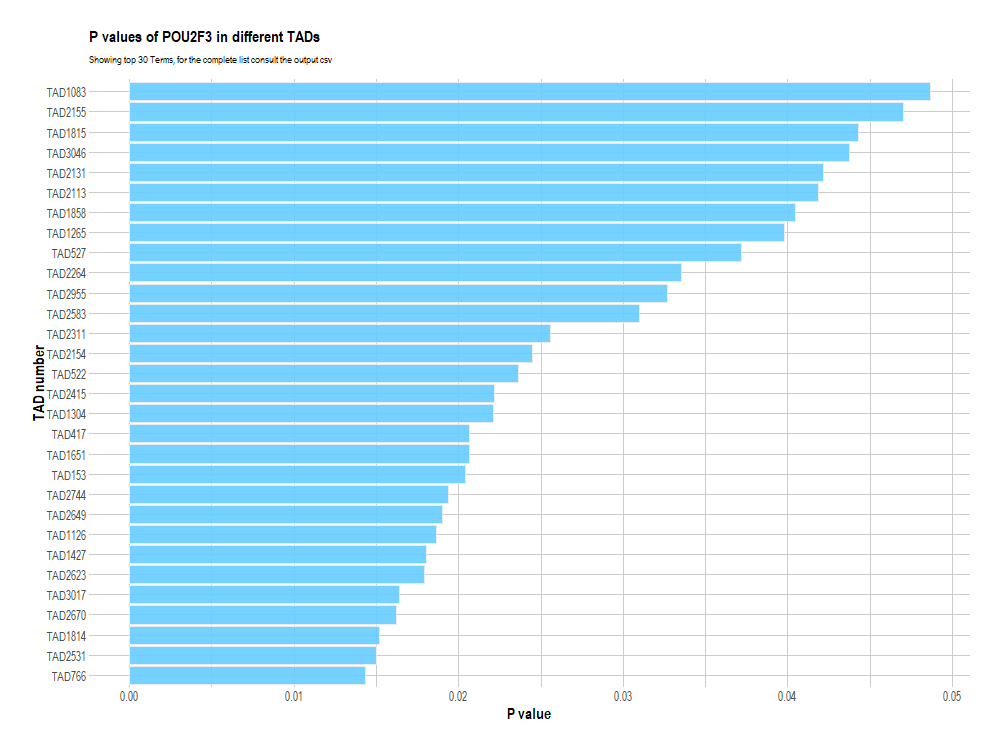 P values of POU2F3 in different TADs
Showing top 30 Terms, for the complete list consult the output csv
TAD1083
TAD2155
TAD1815
TAD3046
TAD2131
TAD2113
TAD1858
TAD1265
TAD527
TAD2264
TAD2955
TAD2583
TAD2311
TAD2154
TAD522
TAD2415
TAD1304
TAD417
TAD1651
TAD153
TAD2744
TAD2649
TAD1126
TAD1427
TAD2623
TAD3017
TAD2670
TAD1814
TAD2531
TAD766
TAD number
0.00 0.01 0.02 0.03 0.04 0.05
P value